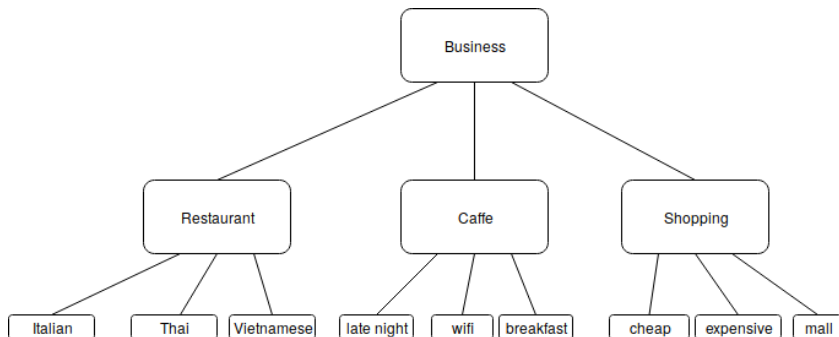 Business
Restaurant
Caffe
Shopping
Italian
Thai
Vietnamese
late night
wifi
breakfast
cheap
expensive
mall